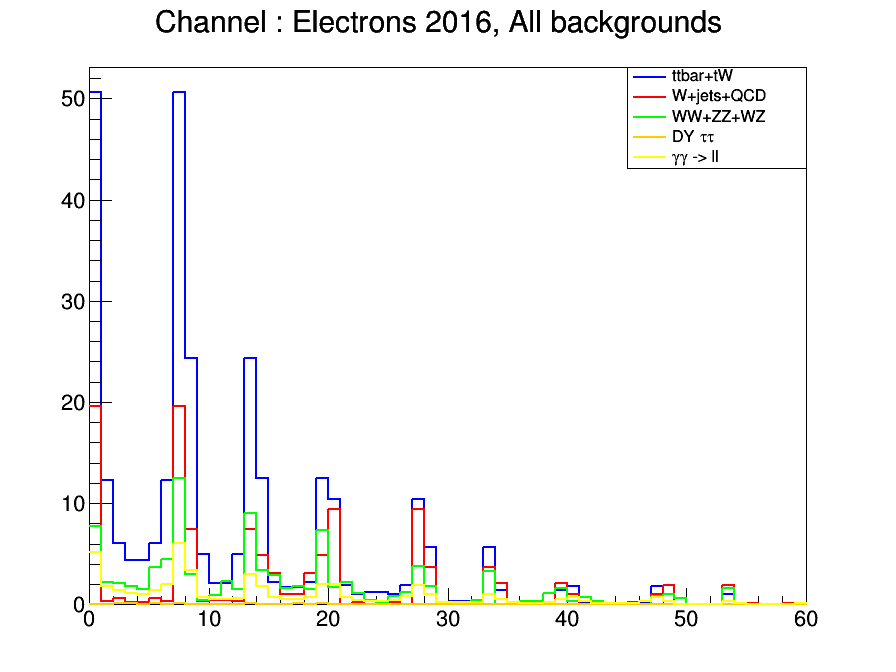 Channel : Electrons 2016, All backgrounds
ttbar+tW
W+jets+QCD
WW+ZZ+WZ
DY ττ
γγ -> ll
50
40
30
20
10
0
0 10 20 30 40 50 60